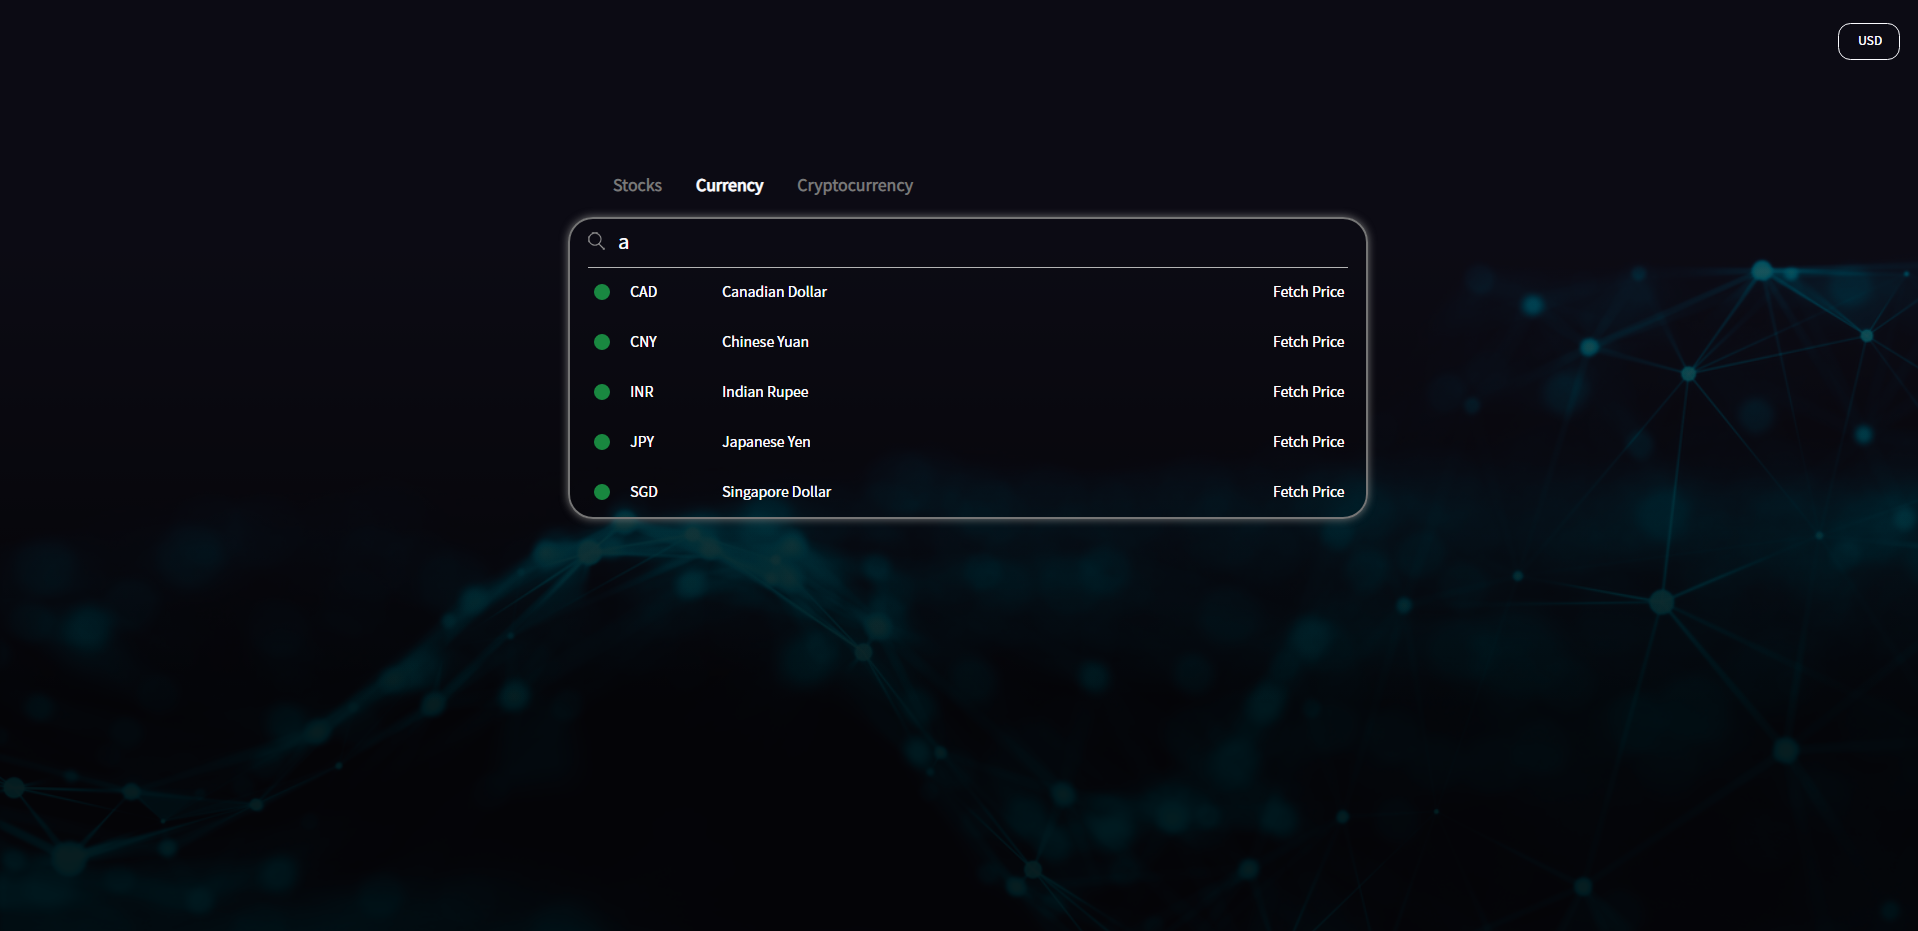 USD
Stocks Currency Cryptocurrency
a
CAD Canadian Dollar Fetch Price
CNY Chinese Yuan Fetch Price
INR Indian Rupee Fetch Price
JPY Japanese Yen Fetch Price
SGD Singapore Dollar Fetch Price